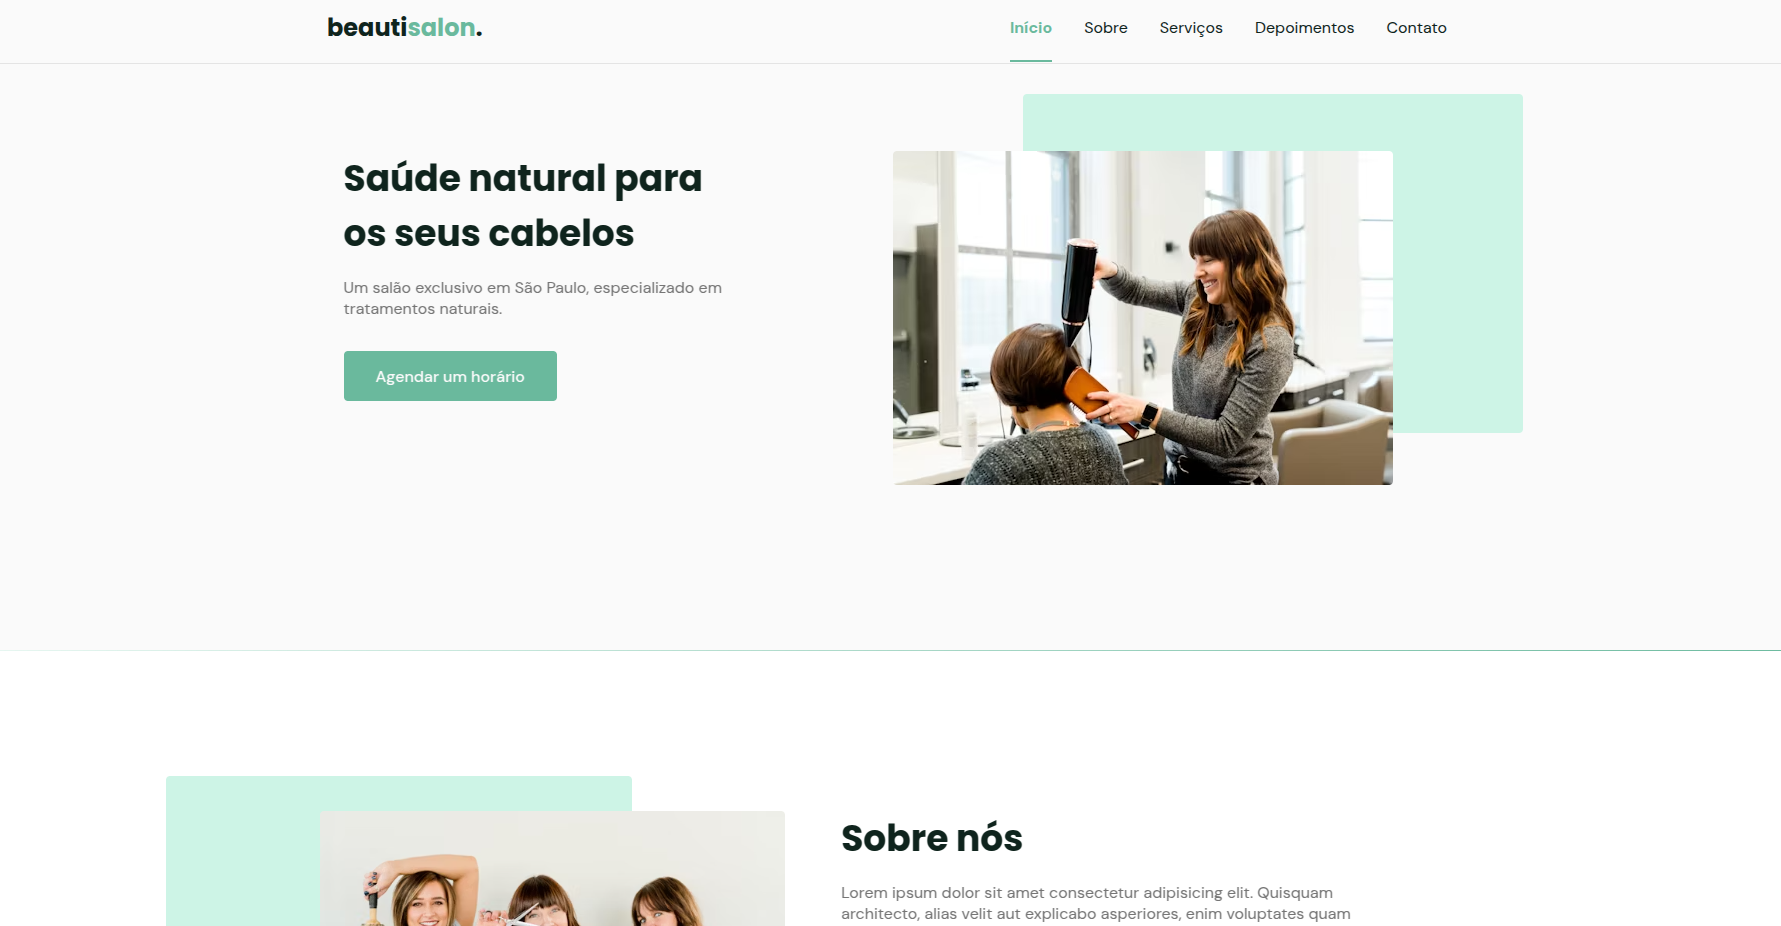 beautisalon.
Início Sobre Serviços Depoimentos Contato
Saúde natural para
os seus cabelos
Um salão exclusivo em São Paulo, especializado em
tratamentos naturais.
Agendar um horário
Sobre nós
Lorem ipsum dolor sit amet consectetur adipisicing elit. Quisquam
architecto, alias velit aut explicabo asperiores, enim voluptates quam